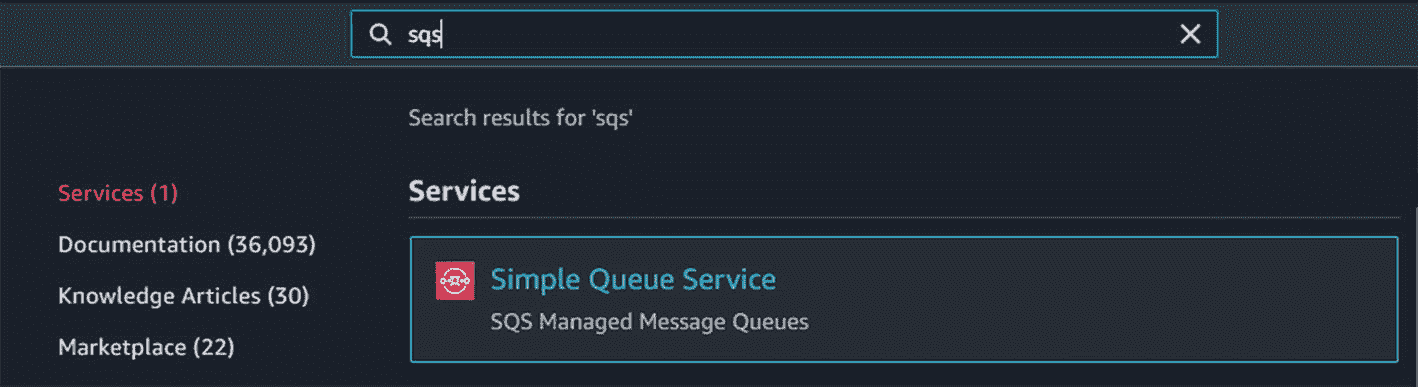 sqs
Search results for 'sqs'
Services (1)
Documentation (36,093)
Knowledge Articles (30)
Marketplace (22)
Services
Simple Queue Service
SQS Managed Message Queues